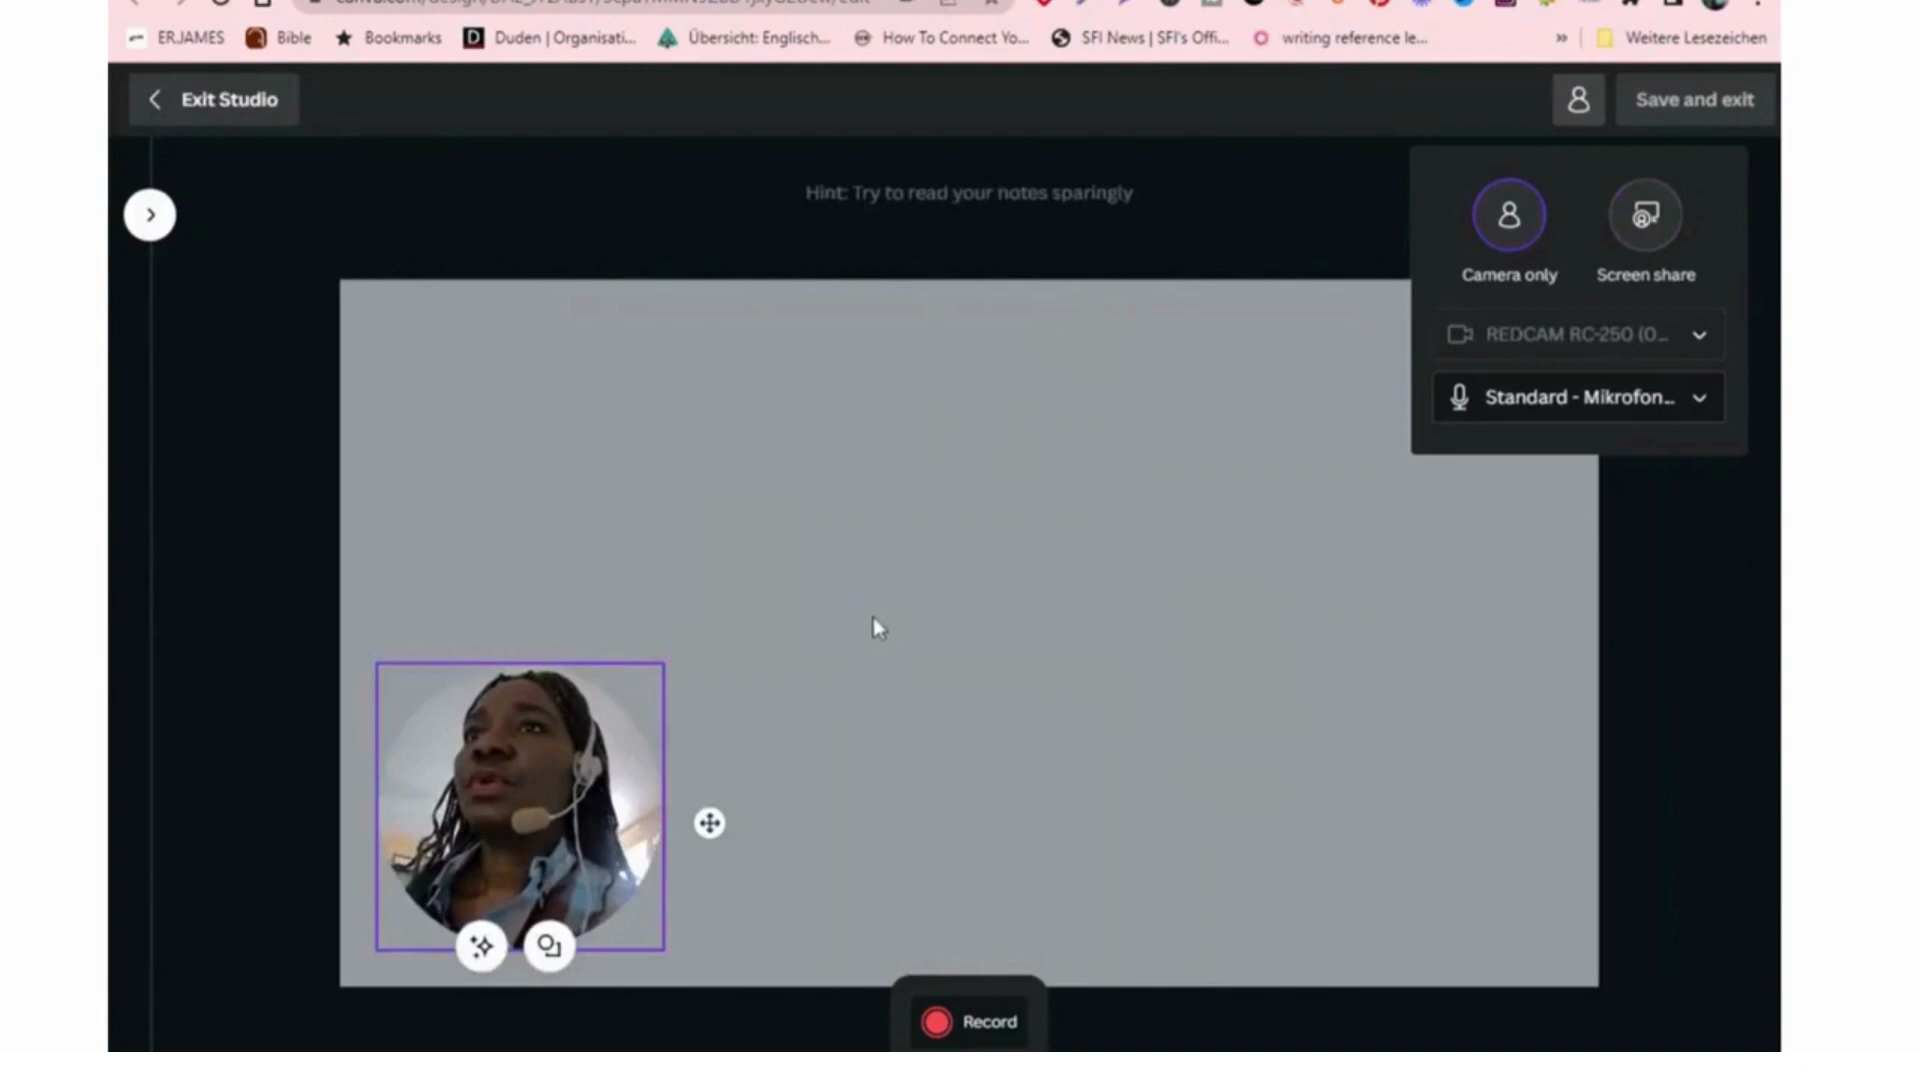 ERJAMES Bible Bookmarks Duden | Organisati... Übersicht: Englisch... How To Connect Yo... SFI News | SFI's Offi... writing reference le... » Weitere Lesezeichen
Exit Studio
Save and exit
Hint: Try to read your notes sparingly
Camera only Screen share
REDCAM RC-250 (0...
Standard - Mikrofon...
Record